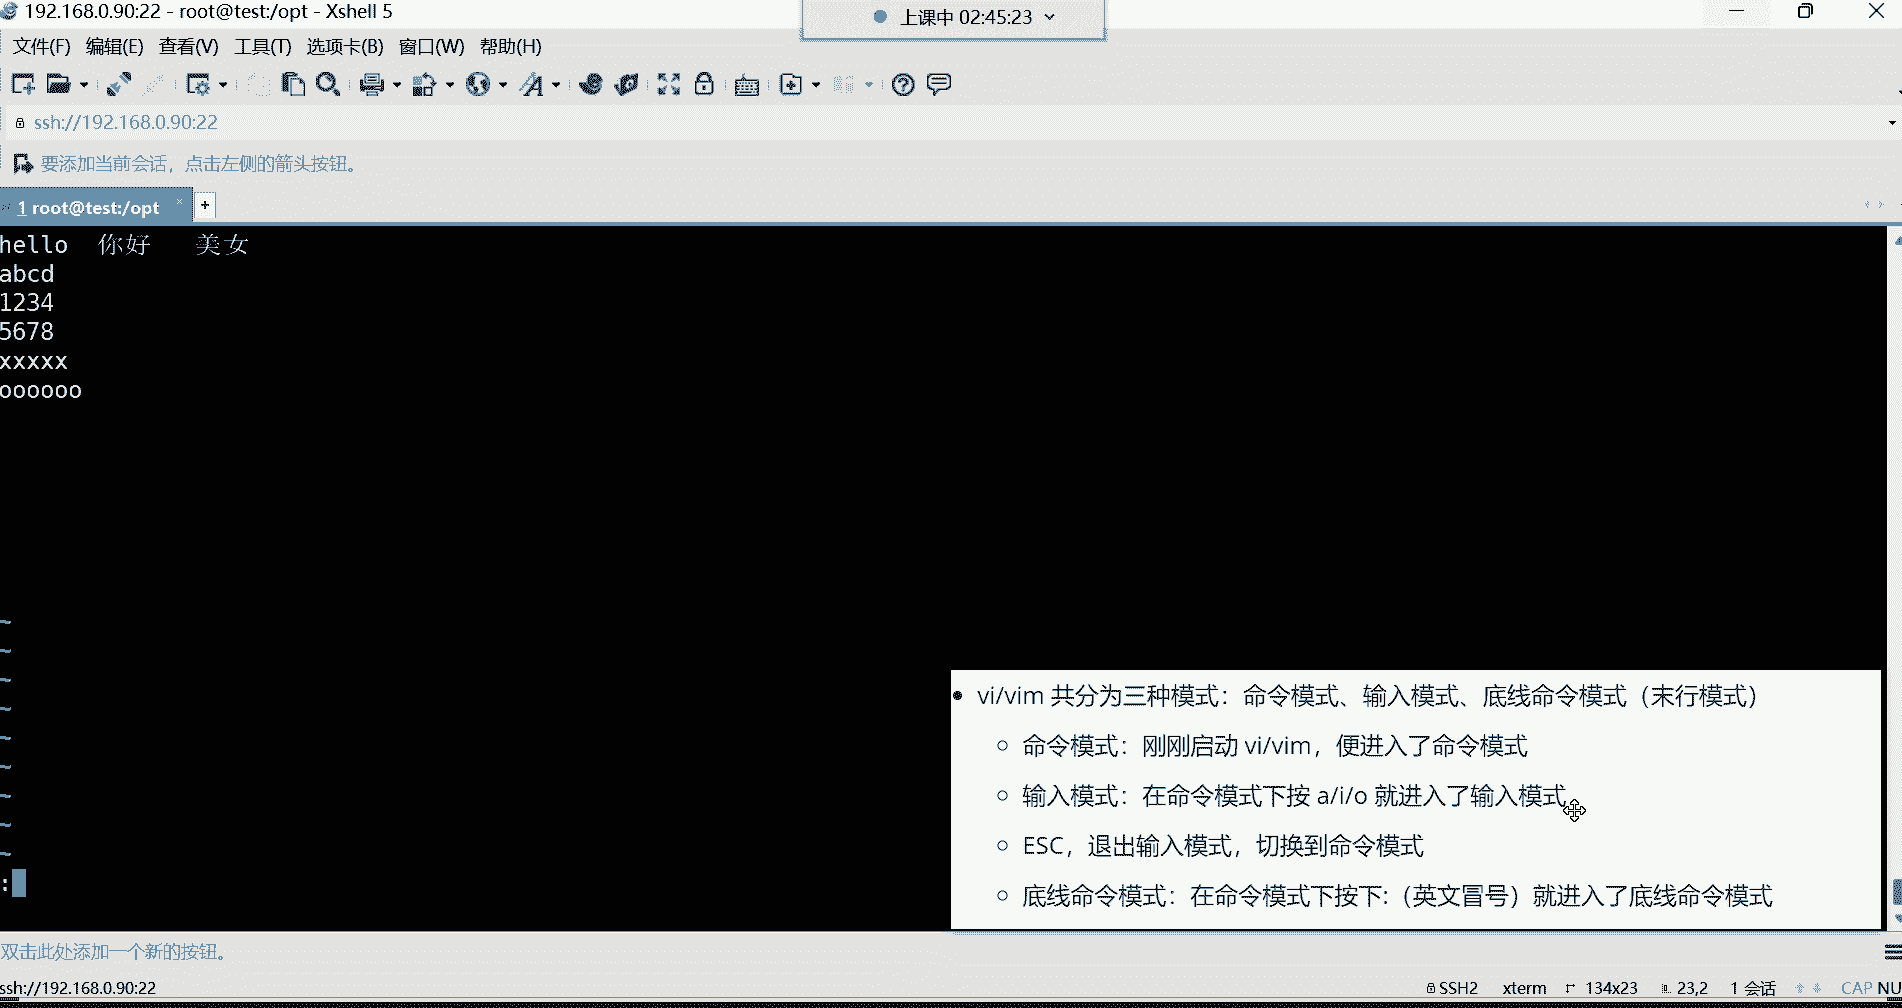 192.168.0.90:22 - root@test:/opt - Xshell 5
上课中 02:45:23
文件(F) 编辑(E) 查看(V) 工具(T) 选项卡(B) 窗口(W) 帮助(H)
ssh://192.168.0.90:22
要添加当前会话，点击左侧的箭头按钮。
1 root@test:/opt
hello 你好 美女
abcd
1234
5678
xxxxx
oooooo
~
~
~
~
~
~
~
~
~
:
• vi/vim 共分为三种模式：命令模式、输入模式、底线命令模式（末行模式）
○ 命令模式：刚刚启动 vi/vim，便进入了命令模式
○ 输入模式：在命令模式下按 a/i/o 就进入了输入模式
○ ESC，退出输入模式，切换到命令模式
○ 底线命令模式：在命令模式下按下:（英文冒号）就进入了底线命令模式
双击此处添加一个新的按钮。
ssh://192.168.0.90:22 SSH2 xterm 134x23 23,2 1 会话 CAP NU